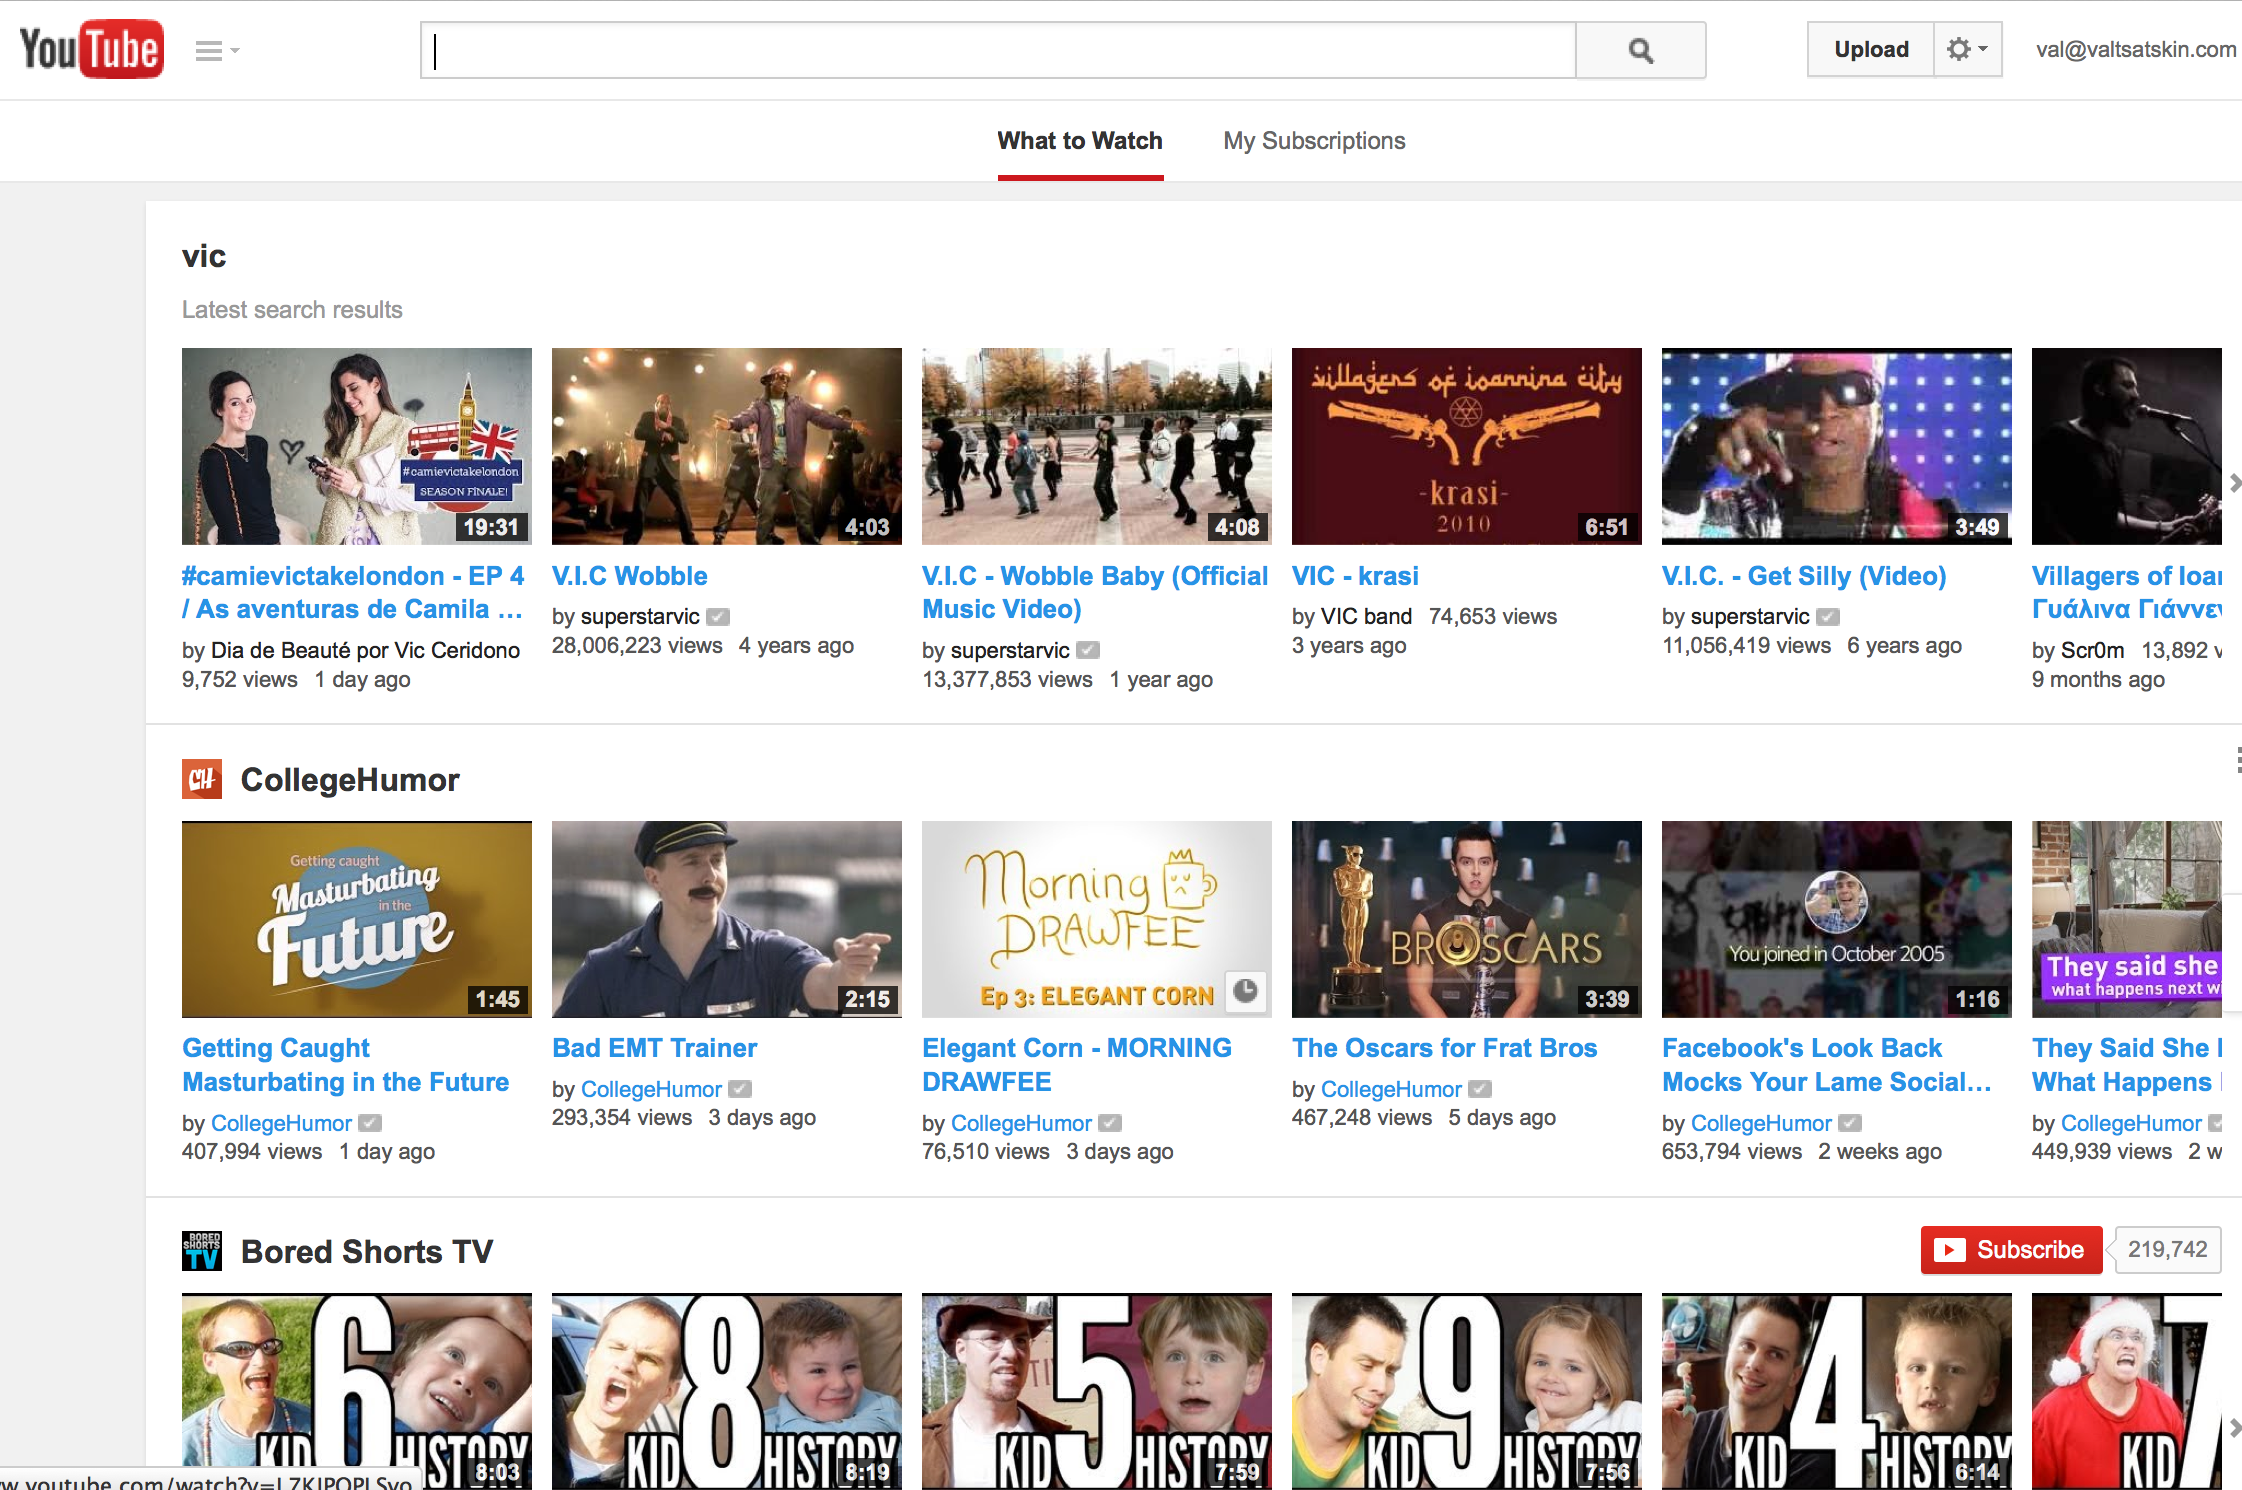 YouTube
Upload
val@valtsatskin.com
What to Watch
My Subscriptions
vic
Latest search results
#camievictakelondon
SEASON FINALE!
19:31
4:03
4:08
villagers of ioannina city
-krasi-
2010
6:51
3:49
#camievictakelondon - EP 4
/ As aventuras de Camila ...
by Dia de Beauté por Vic Ceridono
9,752 views 1 day ago
V.I.C Wobble
by superstarvic
28,006,223 views 4 years ago
V.I.C - Wobble Baby (Official
Music Video)
by superstarvic
13,377,853 views 1 year ago
VIC - krasi
by VIC band 74,653 views
3 years ago
V.I.C. - Get Silly (Video)
by superstarvic
11,056,419 views 6 years ago
Villagers of Ioan
Γυάλινα Γιάννεν
by Scr0m 13,892 v
9 months ago
CH
CollegeHumor
Getting caught
Masturbating
in the
Future
1:45
2:15
Morning
DRAWFEE
Ep 3: ELEGANT CORN
BROSCARS
3:39
You joined in October 2005
1:16
They said she
what happens next wi
Getting Caught
Masturbating in the Future
by CollegeHumor
407,994 views 1 day ago
Bad EMT Trainer
by CollegeHumor
293,354 views 3 days ago
Elegant Corn - MORNING
DRAWFEE
by CollegeHumor
76,510 views 3 days ago
The Oscars for Frat Bros
by CollegeHumor
467,248 views 5 days ago
Facebook's Look Back
Mocks Your Lame Social...
by CollegeHumor
653,794 views 2 weeks ago
They Said She
What Happens
by CollegeHumor
449,939 views 2 w
BORED
SHORTS
TV
Bored Shorts TV
Subscribe
219,742
6
KID HISTORY
8:03
8
KID HISTORY
8:19
5
KID HISTORY
7:59
9
KID HISTORY
7:56
4
KID HISTORY
6:14
7
KID